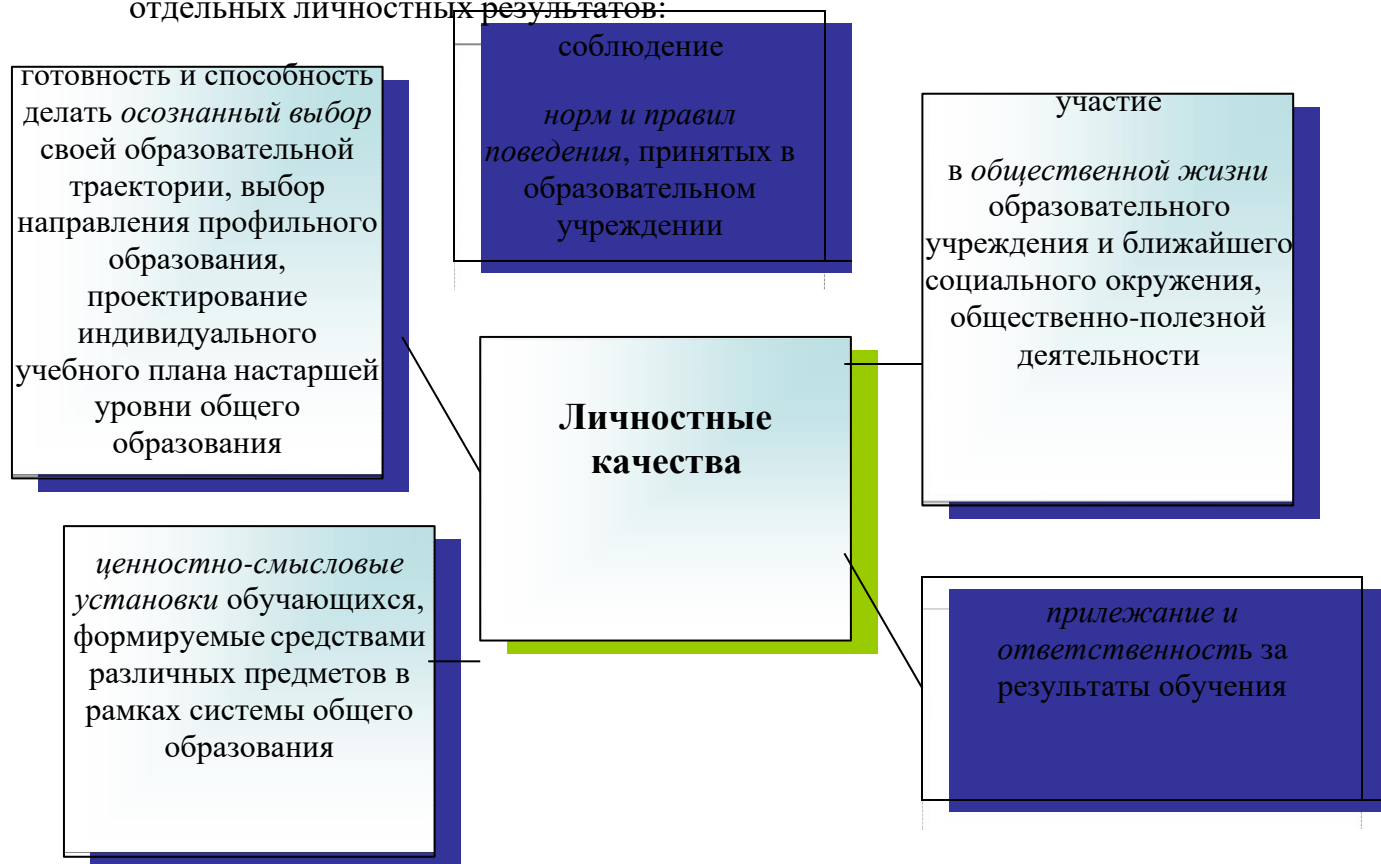 отдельных личностных результатов:
соблюдение
норм и правил
поведения, принятых в
образовательном
учреждении
готовность и способность
делать осознанный выбор
своей образовательной
траектории, выбор
направления профильного
образования,
проектирование
индивидуального
учебного плана настаршей
уровни общего
образования
участие
в общественной жизни
образовательного
учреждения и ближайшего
социального окружения,
общественно-полезной
деятельности
Личностные
качества
ценностно-смысловые
установки обучающихся,
формируемые средствами
различных предметов в
рамках системы общего
образования
прилежание и
ответственность за
результаты обучения